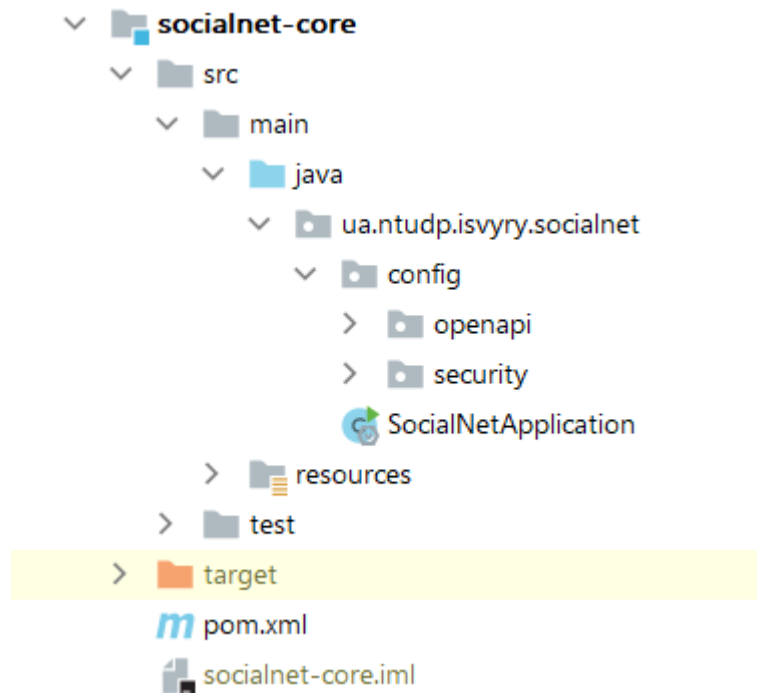 socialnet-core
src
main
java
ua.ntudp.isvyry.socialnet
config
openapi
security
SocialNetApplication
resources
test
target
pom.xml
socialnet-core.iml